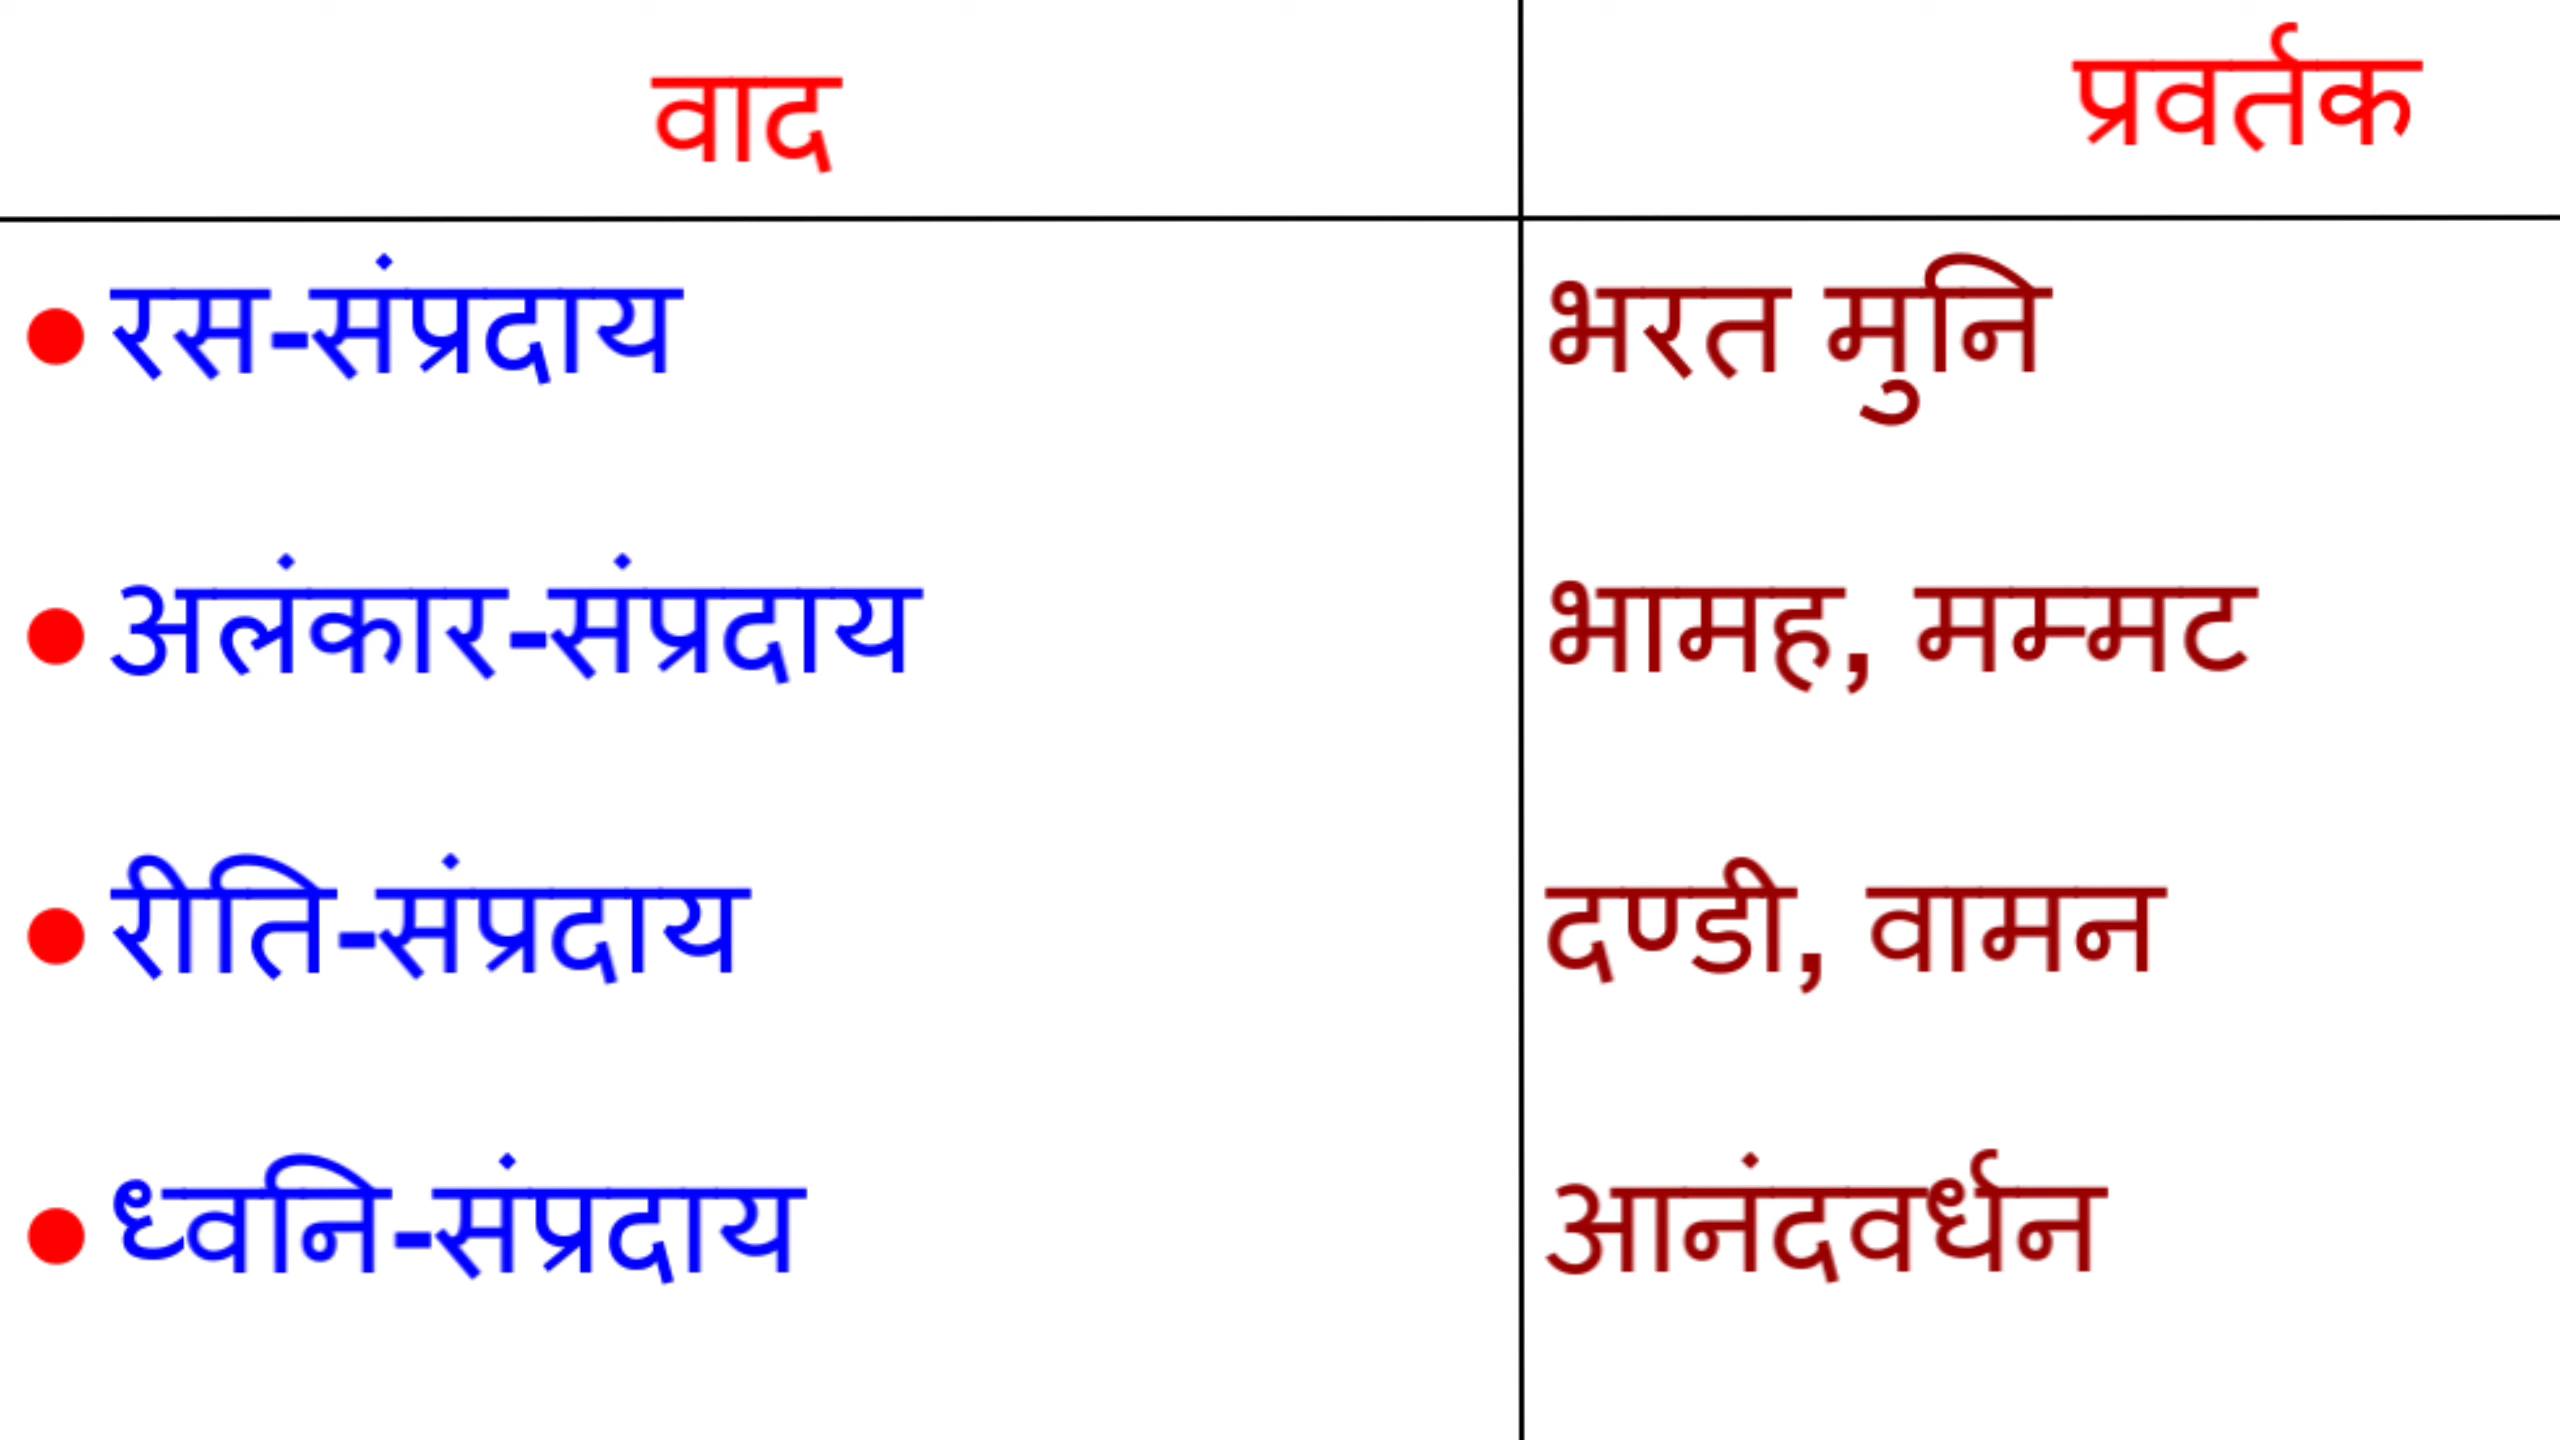 वाद प्रवर्तक
रस-संप्रदाय भरत मुनि
अलंकार-संप्रदाय भामह, मम्मट
रीति-संप्रदाय दण्डी, वामन
ध्वनि-संप्रदाय आनंदवर्धन